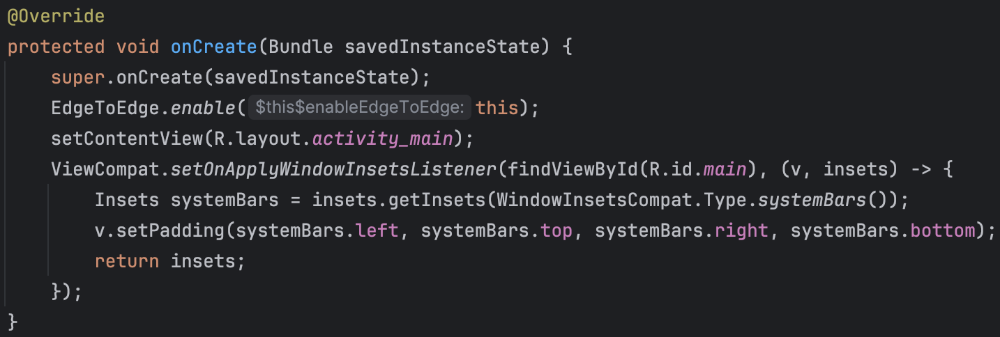 @Override
protected void onCreate(Bundle savedInstanceState) {
super.onCreate(savedInstanceState);
EdgeToEdge.enable( $this$enableEdgeToEdge: this);
setContentView(R.layout.activity_main);
ViewCompat.setOnApplyWindowInsetsListener(findViewById(R.id.main), (v, insets) -> {
Insets systemBars = insets.getInsets(WindowInsetsCompat.Type.systemBars());
v.setPadding(systemBars.left, systemBars.top, systemBars.right, systemBars.bottom);
return insets;
});
}